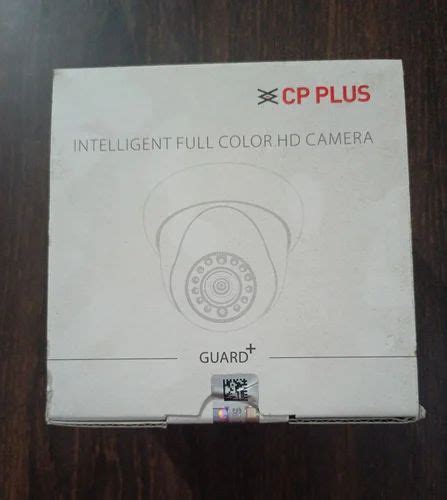 CP PLUS
INTELLIGENT FULL COLOR HD CAMERA
GUARD+